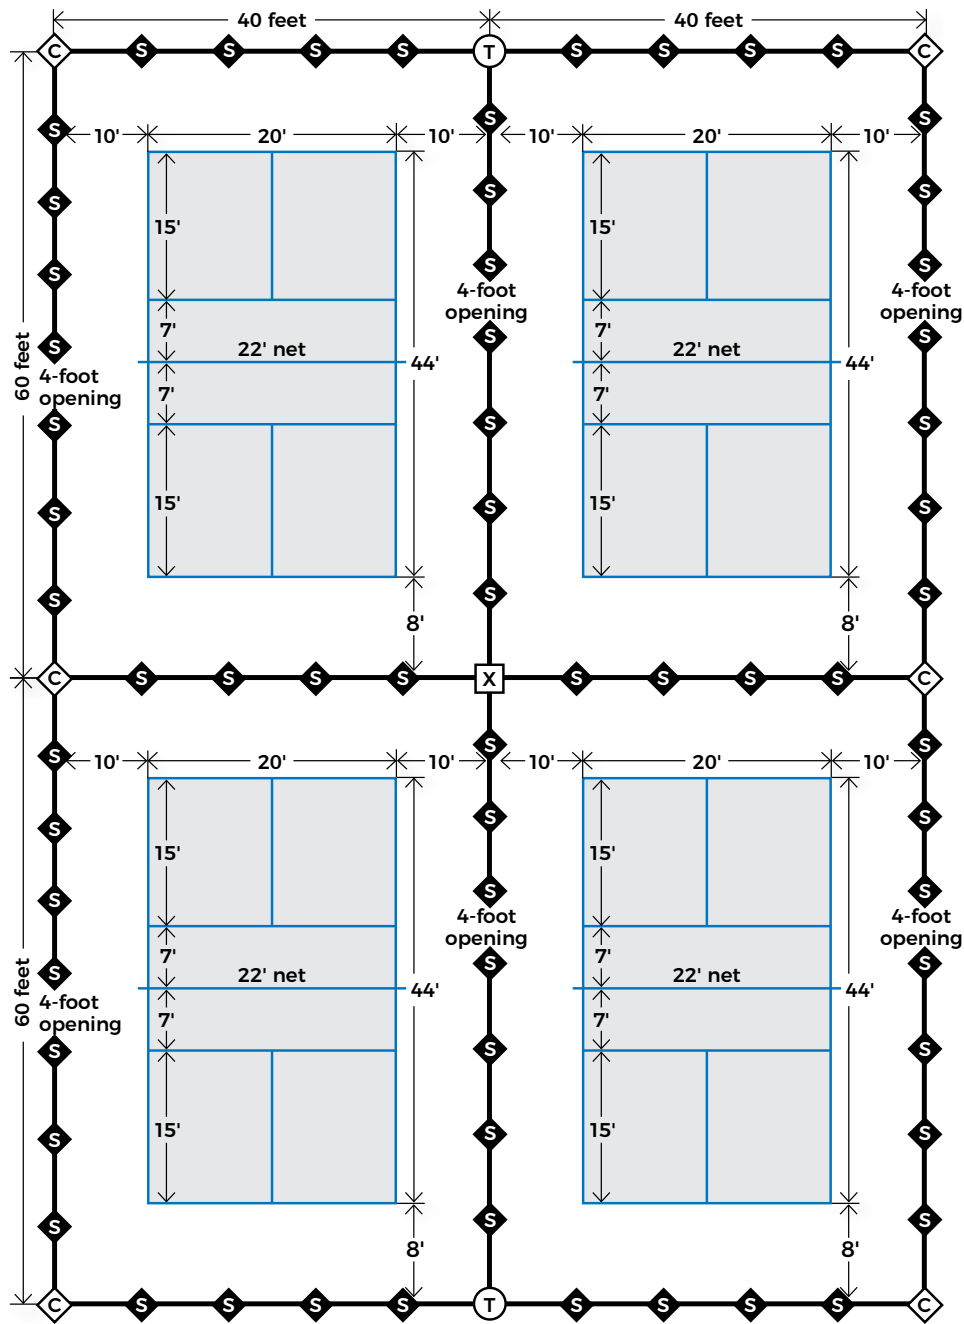 40 feet 40 feet
C S S S S T S S S S C
S S S
10' 20' 10' 10' 20' 10'
S S S
15' 15'
S S S
4-foot opening 4-foot opening
7' 22' net 7' 22' net
S S S
60 feet
44' 44'
4-foot opening
7' 7'
S S S
15' 15'
S S S
S S S
8' 8'
C S S S S X S S S S C
S S S
10' 20' 10' 10' 20' 10'
S S S
15' 15'
S S S
4-foot opening 4-foot opening
7' 22' net 7' 22' net
S S S
60 feet
44' 44'
4-foot opening
7' 7'
S S S
15' 15'
S S S
S S S
8' 8'
C S S S S T S S S S C